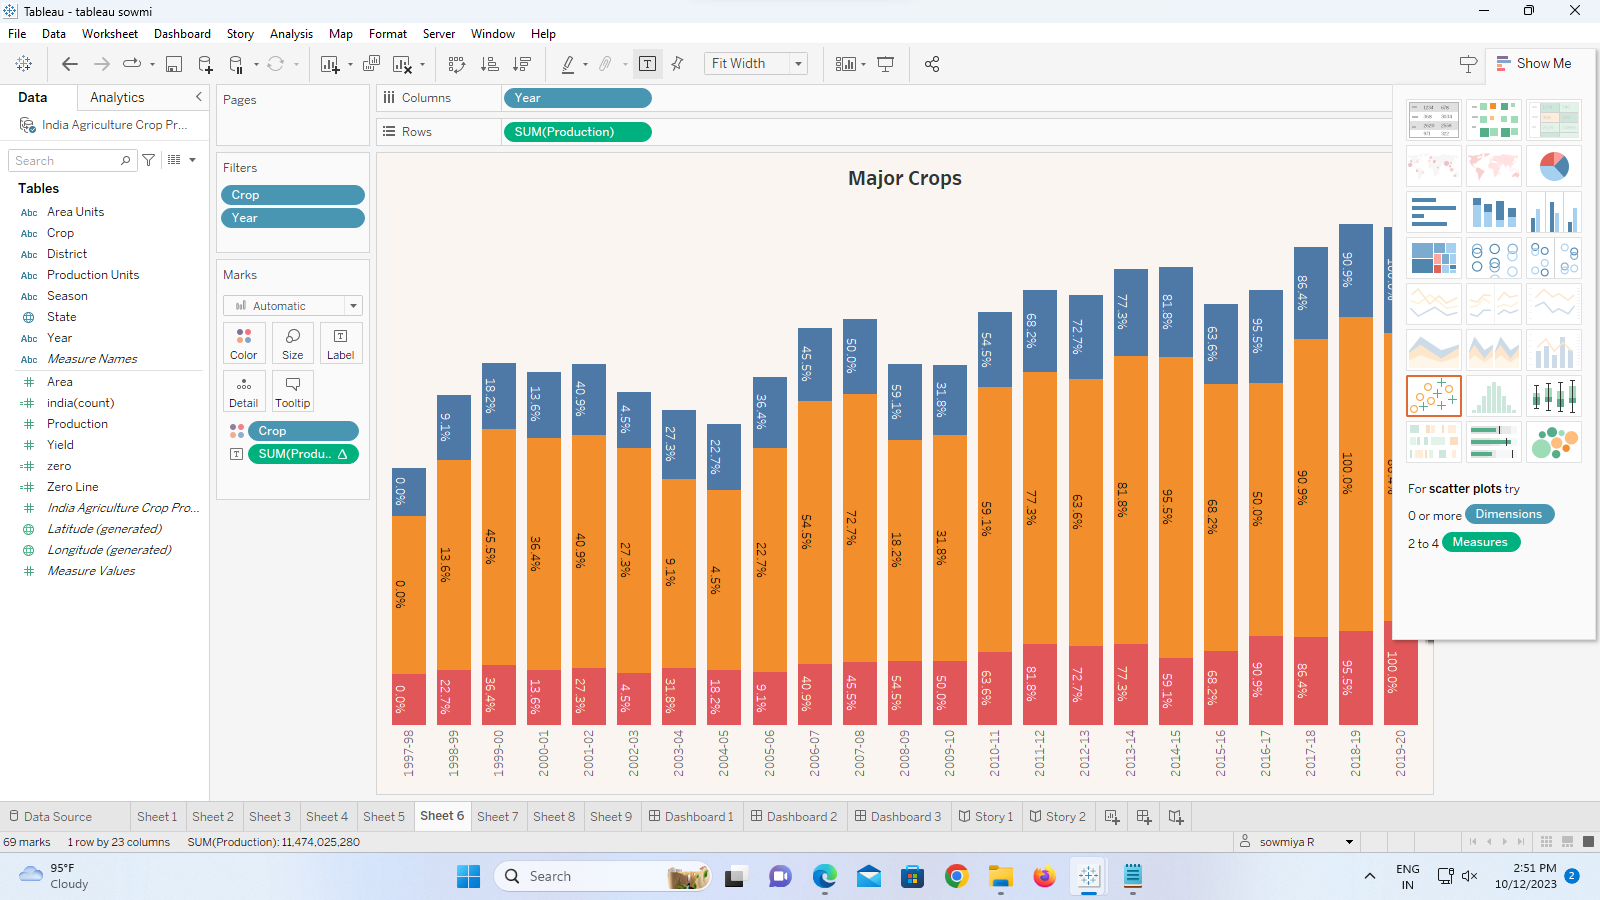 Tableau - tableau sowmi
File Data Worksheet Dashboard Story Analysis Map Format Server Window Help
Fit Width
Show Me
Data Analytics
India Agriculture Crop Pr...
Search
Tables
Abc Area Units
Abc Crop
Abc District
Abc Production Units
Abc Season
State
Abc Year
Abc Measure Names
# Area
=# india(count)
# Production
# Yield
=# zero
=# Zero Line
# India Agriculture Crop Pro...
Latitude (generated)
Longitude (generated)
# Measure Values
Pages
Filters
Crop
Year
Marks
Automatic
Color Size Label
Detail Tooltip
Crop
SUM(Produ.. Δ
Columns Year
Rows SUM(Production)
Major Crops
0.0% 9.1% 18.2% 13.6% 40.9% 4.5% 27.3% 22.7% 36.4% 45.5% 50.0% 59.1% 31.8% 54.5% 68.2% 72.7% 77.3% 81.8% 63.6% 95.5% 86.4% 90.9%
0.0% 13.6% 45.5% 36.4% 40.9% 27.3% 9.1% 4.5% 22.7% 54.5% 72.7% 18.2% 31.8% 59.1% 77.3% 63.6% 81.8% 95.5% 68.2% 50.0% 90.9% 100.0%
0.0% 22.7% 36.4% 13.6% 27.3% 4.5% 31.8% 18.2% 9.1% 40.9% 45.5% 54.5% 50.0% 63.6% 81.8% 72.7% 77.3% 59.1% 68.2% 90.9% 86.4% 95.5% 100.0%
1997-98 1998-99 1999-00 2000-01 2001-02 2002-03 2003-04 2004-05 2005-06 2006-07 2007-08 2008-09 2009-10 2010-11 2011-12 2012-13 2013-14 2014-15 2015-16 2016-17 2017-18 2018-19 2019-20
For scatter plots try
0 or more Dimensions
2 to 4 Measures
Data Source Sheet 1 Sheet 2 Sheet 3 Sheet 4 Sheet 5 Sheet 6 Sheet 7 Sheet 8 Sheet 9 Dashboard 1 Dashboard 2 Dashboard 3 Story 1 Story 2
69 marks 1 row by 23 columns SUM(Production): 11,474,025,280
sowmiya R
95°F
Cloudy
Search
ENG
IN
2:51 PM
10/12/2023
2